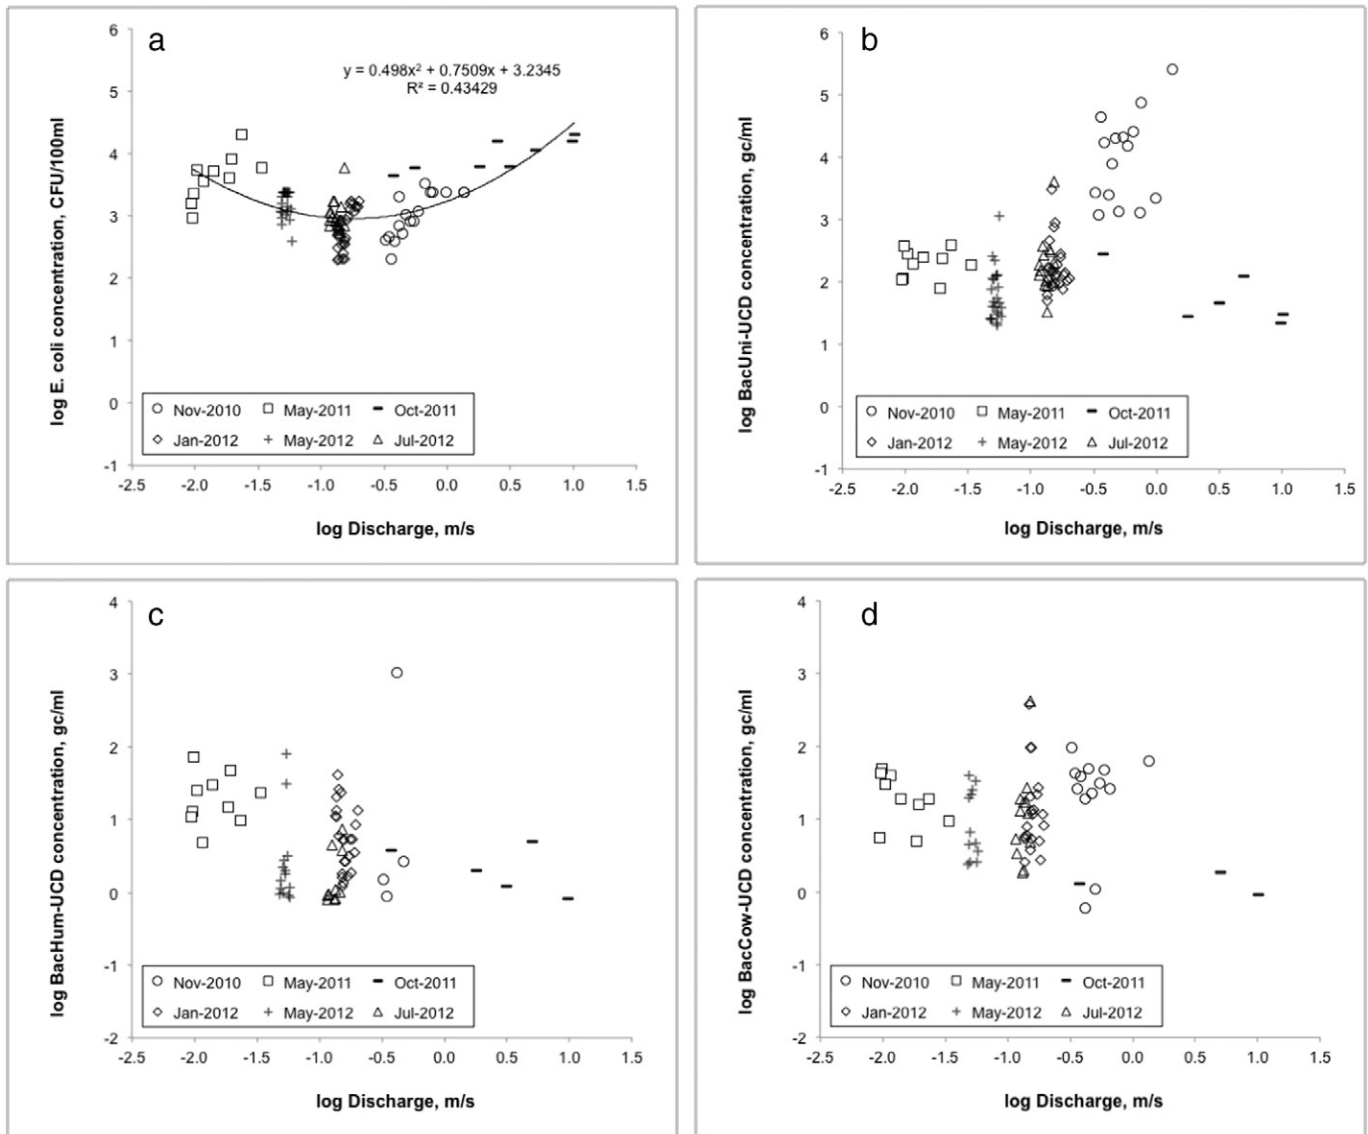 a
y = 0.498x² + 0.7509x + 3.2345
R² = 0.43429
log E. coli concentration, CFU/100ml
6
5
4
3
2
1
0
-1
Nov-2010 May-2011 Oct-2011
Jan-2012 May-2012 Jul-2012
-2.5 -2.0 -1.5 -1.0 -0.5 0.0 0.5 1.0 1.5
log Discharge, m/s
b
log BacUni-UCD concentration, gc/ml
6
5
4
3
2
1
0
-1
Nov-2010 May-2011 Oct-2011
Jan-2012 May-2012 Jul-2012
-2.5 -2.0 -1.5 -1.0 -0.5 0.0 0.5 1.0 1.5
log Discharge, m/s
c
log BacHum-UCD concentration, gc/ml
4
3
2
1
0
-1
-2
Nov-2010 May-2011 Oct-2011
Jan-2012 May-2012 Jul-2012
-2.5 -2.0 -1.5 -1.0 -0.5 0.0 0.5 1.0 1.5
log Discharge, m/s
d
log BacCow-UCD concentration, gc/ml
4
3
2
1
0
-1
-2
Nov-2010 May-2011 Oct-2011
Jan-2012 May-2012 Jul-2012
-2.5 -2.0 -1.5 -1.0 -0.5 0.0 0.5 1.0 1.5
log Discharge, m/s